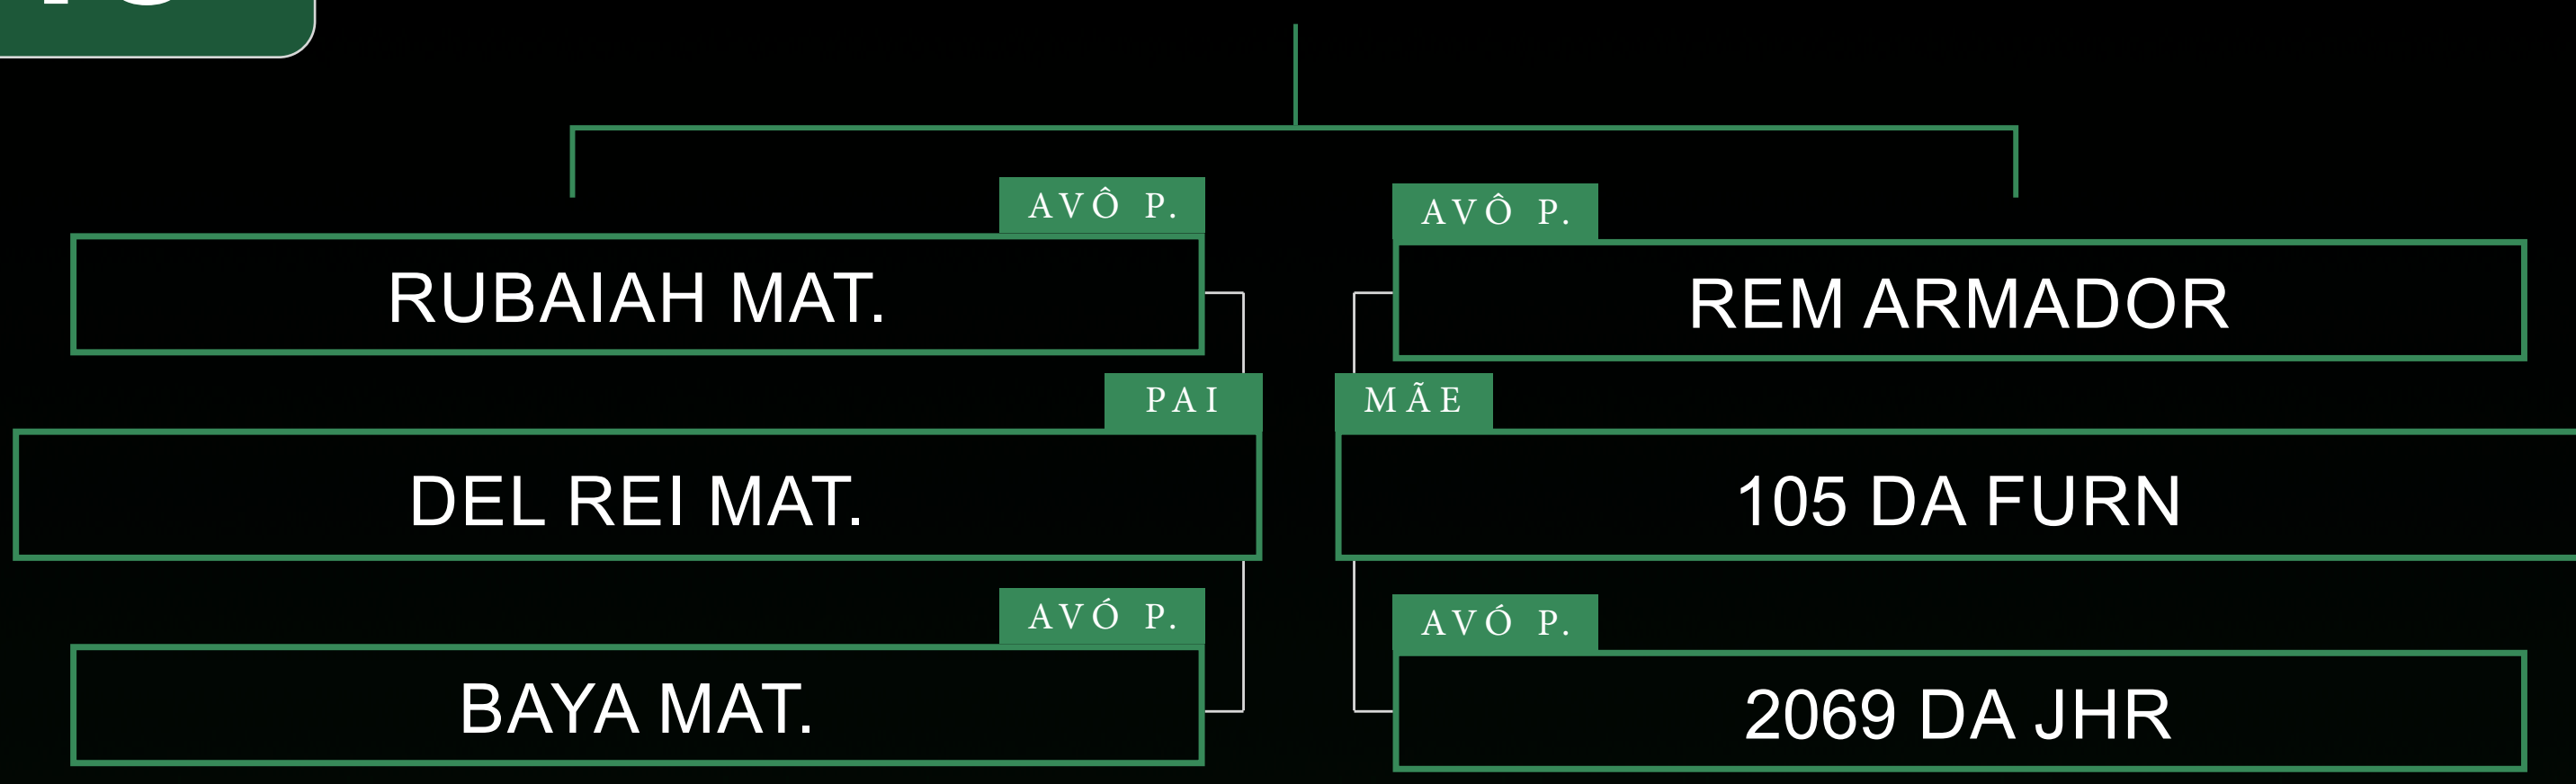 AVÔ P.
RUBAIAH MAT.
PAI
DEL REI MAT.
AVÓ P.
BAYA MAT.
AVÔ P.
REM ARMADOR
MÃE
105 DA FURN
AVÓ P.
2069 DA JHR